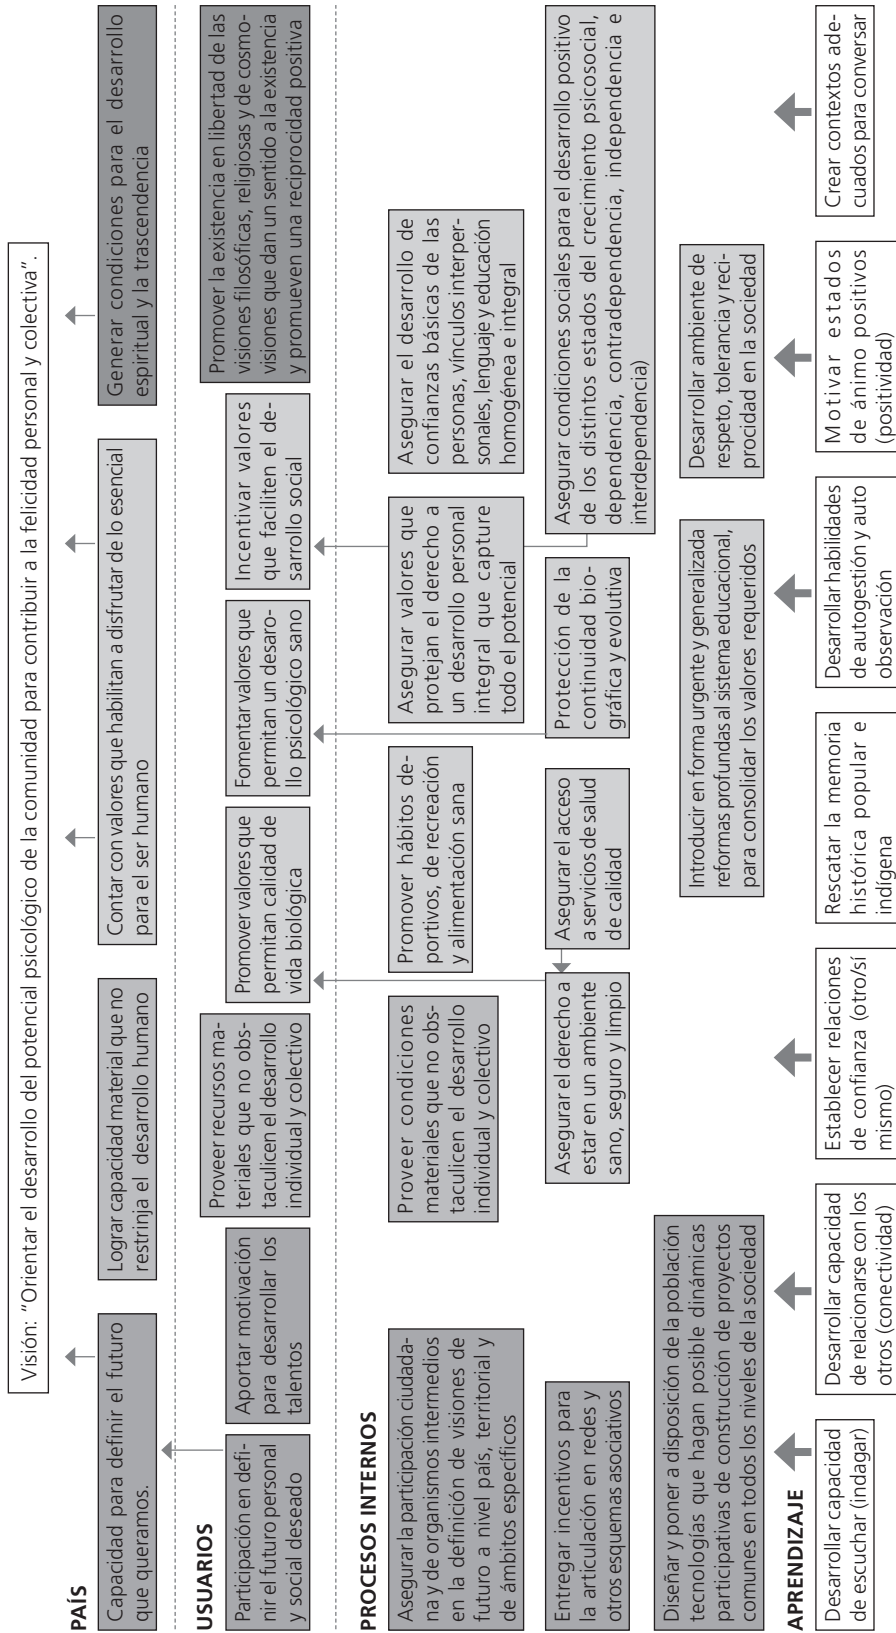 Visión: “Orientar el desarrollo del potencial psicológico de la comunidad para contribuir a la felicidad personal y colectiva”.
PAÍS
Capacidad para definir el futuro
que queramos.
Lograr capacidad material que no
restrinja el desarrollo humano
Contar con valores que habilitan a disfrutar de lo esencial
para el ser humano
Generar condiciones para el desarrollo
espiritual y la trascendencia
USUARIOS
Participación en defi-
nir el futuro personal
y social deseado
Aportar motivación
para desarrollar los
talentos
Proveer recursos ma-
teriales que no obs-
taculicen el desarrollo
individual y colectivo
Promover valores que
permitan calidad de
vida biológica
Fomentar valores que
permitan un desaro-
llo psicológico sano
Incentivar valores
que faciliten el de-
sarrollo social
Promover la existencia en libertad de las
visiones filosóficas, religiosas y de cosmo-
visiones que dan un sentido a la existencia
y promueven una reciprocidad positiva
PROCESOS INTERNOS
Asegurar la participación ciudada-
na y de organismos intermedios
en la definición de visiones de
futuro a nivel país, territorial y
de ámbitos específicos
Proveer condiciones
materiales que no obs-
taculicen el desarrollo
individual y colectivo
Promover hábitos de-
portivos, de recreación
y alimentación sana
Asegurar valores que
protejan el derecho a
un desarrollo personal
integral que capture
todo el potencial
Asegurar el desarrollo de
confianzas básicas de las
personas, vínculos interper-
sonales, lenguaje y educación
homogénea e integral
Entregar incentivos para
la articulación en redes y
otros esquemas asociativos
Asegurar el derecho a
estar en un ambiente
sano, seguro y limpio
Asegurar el acceso
a servicios de salud
de calidad
Protección de la
continuidad bio-
gráfica y evolutiva
Asegurar condiciones sociales para el desarrollo positivo
de los distintos estados del crecimiento psicosocial,
dependencia, contradependencia, independencia e
interdependencia)
Diseñar y poner a disposición de la población
tecnologías que hagan posible dinámicas
participativas de construcción de proyectos
comunes en todos los niveles de la sociedad
Introducir en forma urgente y generalizada
reformas profundas al sistema educacional,
para consolidar los valores requeridos
Desarrollar ambiente de
respeto, tolerancia y reci-
procidad en la sociedad
APRENDIZAJE
Desarrollar capacidad
de escuchar (indagar)
Desarrollar capacidad
de relacionarse con los
otros (conectividad)
Establecer relaciones
de confianza (otro/sí
mismo)
Rescatar la memoria
histórica popular e
indígena
Desarrollar habilidades
de autogestión y auto
observación
Motivar estados
de ánimo positivos
(positividad)
Crear contextos ade-
cuados para conversar